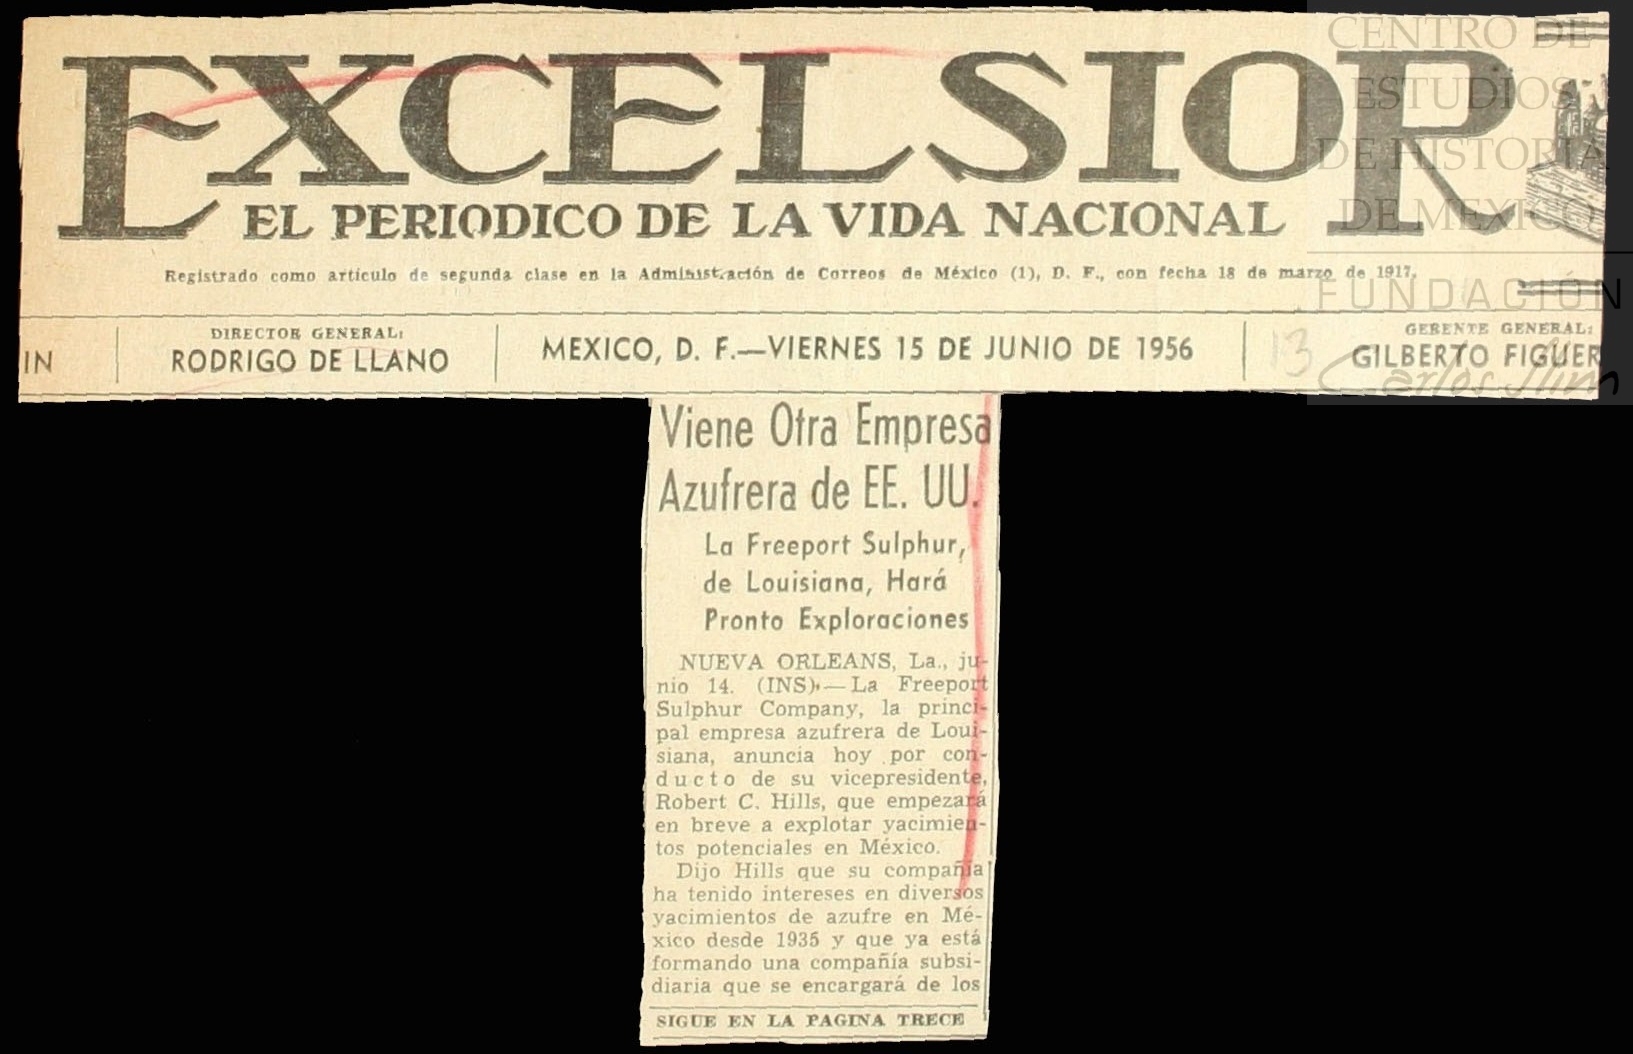 EXCELSIOR
EL PERIODICO DE LA VIDA NACIONAL
Registrado como artículo de segunda clase en la Administración de Correos de México (1), D. F., con fecha 18 de marzo de 1917.
IN
DIRECTOR GENERAL:
RODRIGO DE LLANO
MEXICO, D. F.—VIERNES 15 DE JUNIO DE 1956
13
GERENTE GENERAL:
GILBERTO FIGUER
CENTRO DE
ESTUDIOS
DE HISTORIA
DE MEXICO
FUNDACIÓN
Carlos Slim
Viene Otra Empresa
Azufrera de EE. UU.
La Freeport Sulphur,
de Louisiana, Hará
Pronto Exploraciones
NUEVA ORLEANS, La., ju-
nio 14. (INS).—La Freeport
Sulphur Company, la princi-
pal empresa azufrera de Loui-
siana, anuncia hoy por con-
ducto de su vicepresidente,
Robert C. Hills, que empezará
en breve a explotar yacimien-
tos potenciales en México.
Dijo Hills que su compañía
ha tenido intereses en diversos
yacimientos de azufre en Mé-
xico desde 1935 y que ya está
formando una compañía subsi-
diaria que se encargará de los
SIGUE EN LA PAGINA TRECE